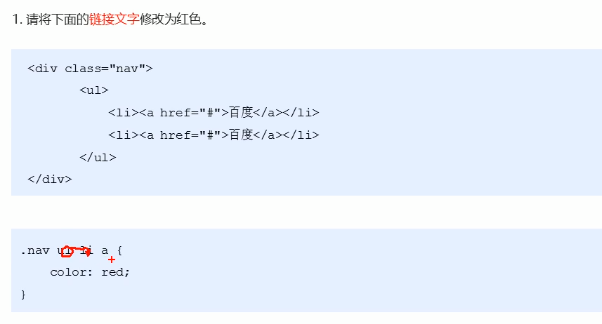 1. 请将下面的链接文字修改为红色。
<div class="nav">
<ul>
<li><a href="#">百度</a></li>
<li><a href="#">百度</a></li>
</ul>
</div>
.nav ul li a {
color: red;
}